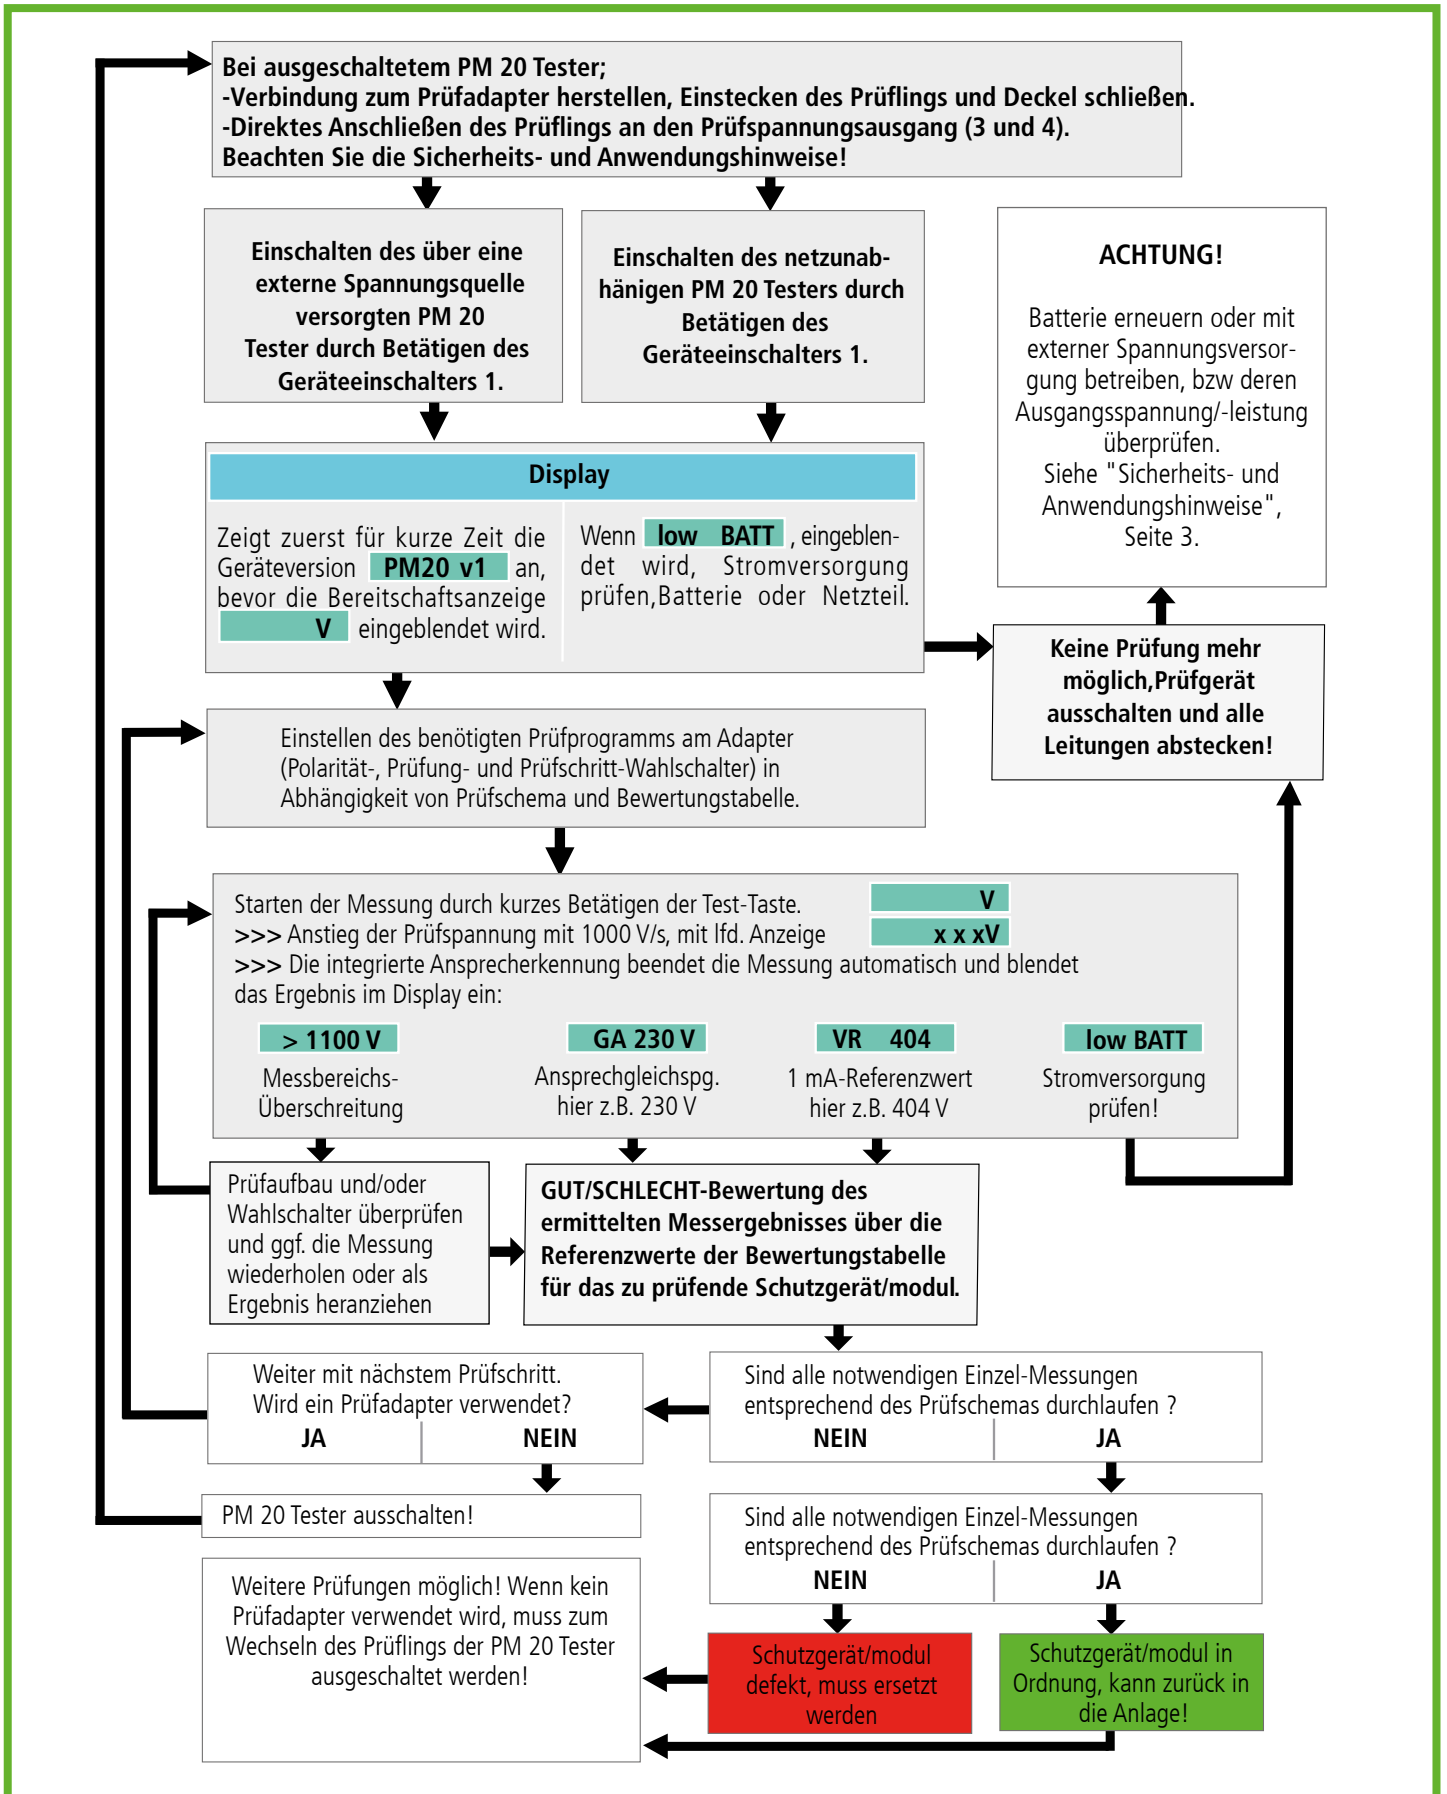 Bei ausgeschaltetem PM 20 Tester;
-Verbindung zum Prüfadapter herstellen, Einstecken des Prüflings und Deckel schließen.
-Direktes Anschließen des Prüflings an den Prüfspannungsausgang (3 und 4).
Beachten Sie die Sicherheits- und Anwendungshinweise!
Einschalten des über eine
externe Spannungsquelle
versorgten PM 20
Tester durch Betätigen des
Geräteeinschalters 1.
Einschalten des netzunab-
hänigen PM 20 Testers durch
Betätigen des
Geräteeinschalters 1.
ACHTUNG!
Batterie erneuern oder mit
externer Spannungsversor-
gung betreiben, bzw deren
Ausgangsspannung/-leistung
überprüfen.
Siehe "Sicherheits- und
Anwendungshinweise",
Seite 3.
Display
Zeigt zuerst für kurze Zeit die
Geräteversion PM20 v1 an,
bevor die Bereitschaftsanzeige
V eingeblendet wird.
Wenn low BATT , eingeblen-
det wird, Stromversorgung
prüfen,Batterie oder Netzteil.
Keine Prüfung mehr
möglich,Prüfgerät
ausschalten und alle
Leitungen abstecken!
Einstellen des benötigten Prüfprogramms am Adapter
(Polarität-, Prüfung- und Prüfschritt-Wahlschalter) in
Abhängigkeit von Prüfschema und Bewertungstabelle.
Starten der Messung durch kurzes Betätigen der Test-Taste. V
>>> Anstieg der Prüfspannung mit 1000 V/s, mit lfd. Anzeige x x xV
>>> Die integrierte Ansprecherkennung beendet die Messung automatisch und blendet
das Ergebnis im Display ein:
> 1100 V
Messbereichs-
Überschreitung
GA 230 V
Ansprechgleichspg.
hier z.B. 230 V
VR 404
1 mA-Referenzwert
hier z.B. 404 V
low BATT
Stromversorgung
prüfen!
Prüfaufbau und/oder
Wahlschalter überprüfen
und ggf. die Messung
wiederholen oder als
Ergebnis heranziehen
GUT/SCHLECHT-Bewertung des
ermittelten Messergebnisses über die
Referenzwerte der Bewertungstabelle
für das zu prüfende Schutzgerät/modul.
Weiter mit nächstem Prüfschritt.
Wird ein Prüfadapter verwendet?
JA NEIN
Sind alle notwendigen Einzel-Messungen
entsprechend des Prüfschemas durchlaufen ?
NEIN JA
PM 20 Tester ausschalten!
Sind alle notwendigen Einzel-Messungen
entsprechend des Prüfschemas durchlaufen ?
NEIN JA
Weitere Prüfungen möglich! Wenn kein
Prüfadapter verwendet wird, muss zum
Wechseln des Prüflings der PM 20 Tester
ausgeschaltet werden!
Schutzgerät/modul
defekt, muss ersetzt
werden
Schutzgerät/modul in
Ordnung, kann zurück in
die Anlage!